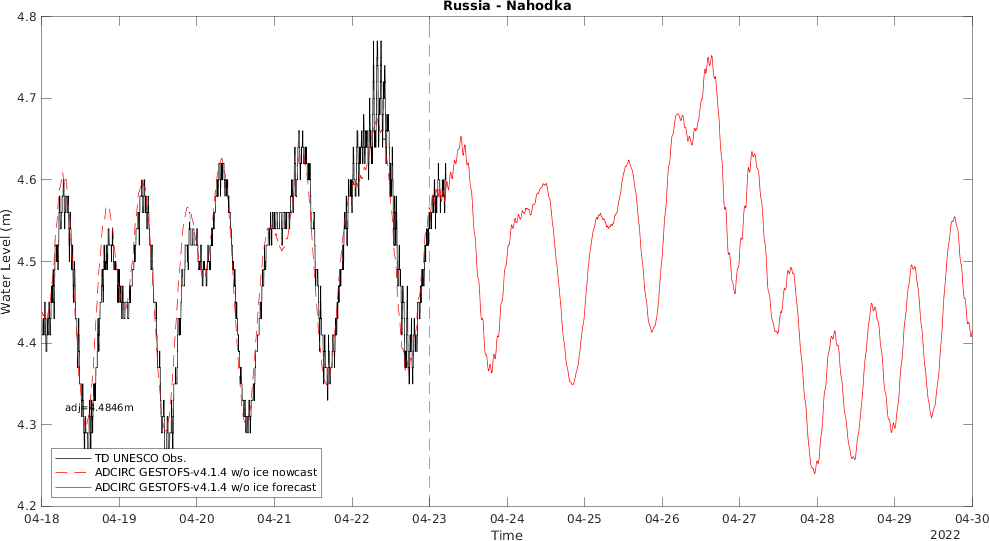 Russia - Nahodka
4.8
4.7
4.6
4.5
4.4
4.3
4.2
Water Level (m)
adj=4.4846m
TD UNESCO Obs.
ADCIRC GESTOFS-v4.1.4 w/o ice nowcast
ADCIRC GESTOFS-v4.1.4 w/o ice forecast
04-18 04-19 04-20 04-21 04-22 04-23 04-24 04-25 04-26 04-27 04-28 04-29 04-30
Time
2022